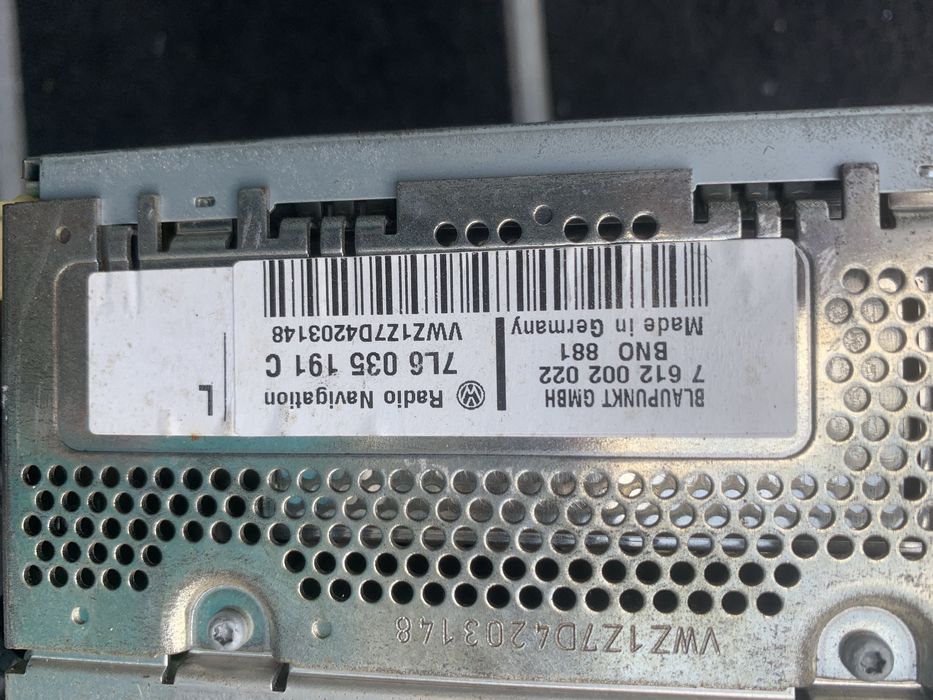 BLAUPUNKT GMBH
7 612 002 022
BNO 881
Made in Germany
Radio Navigation
7L6 035 191 C
VWZ1Z7D4203148
L
VWZ1Z7D4203148